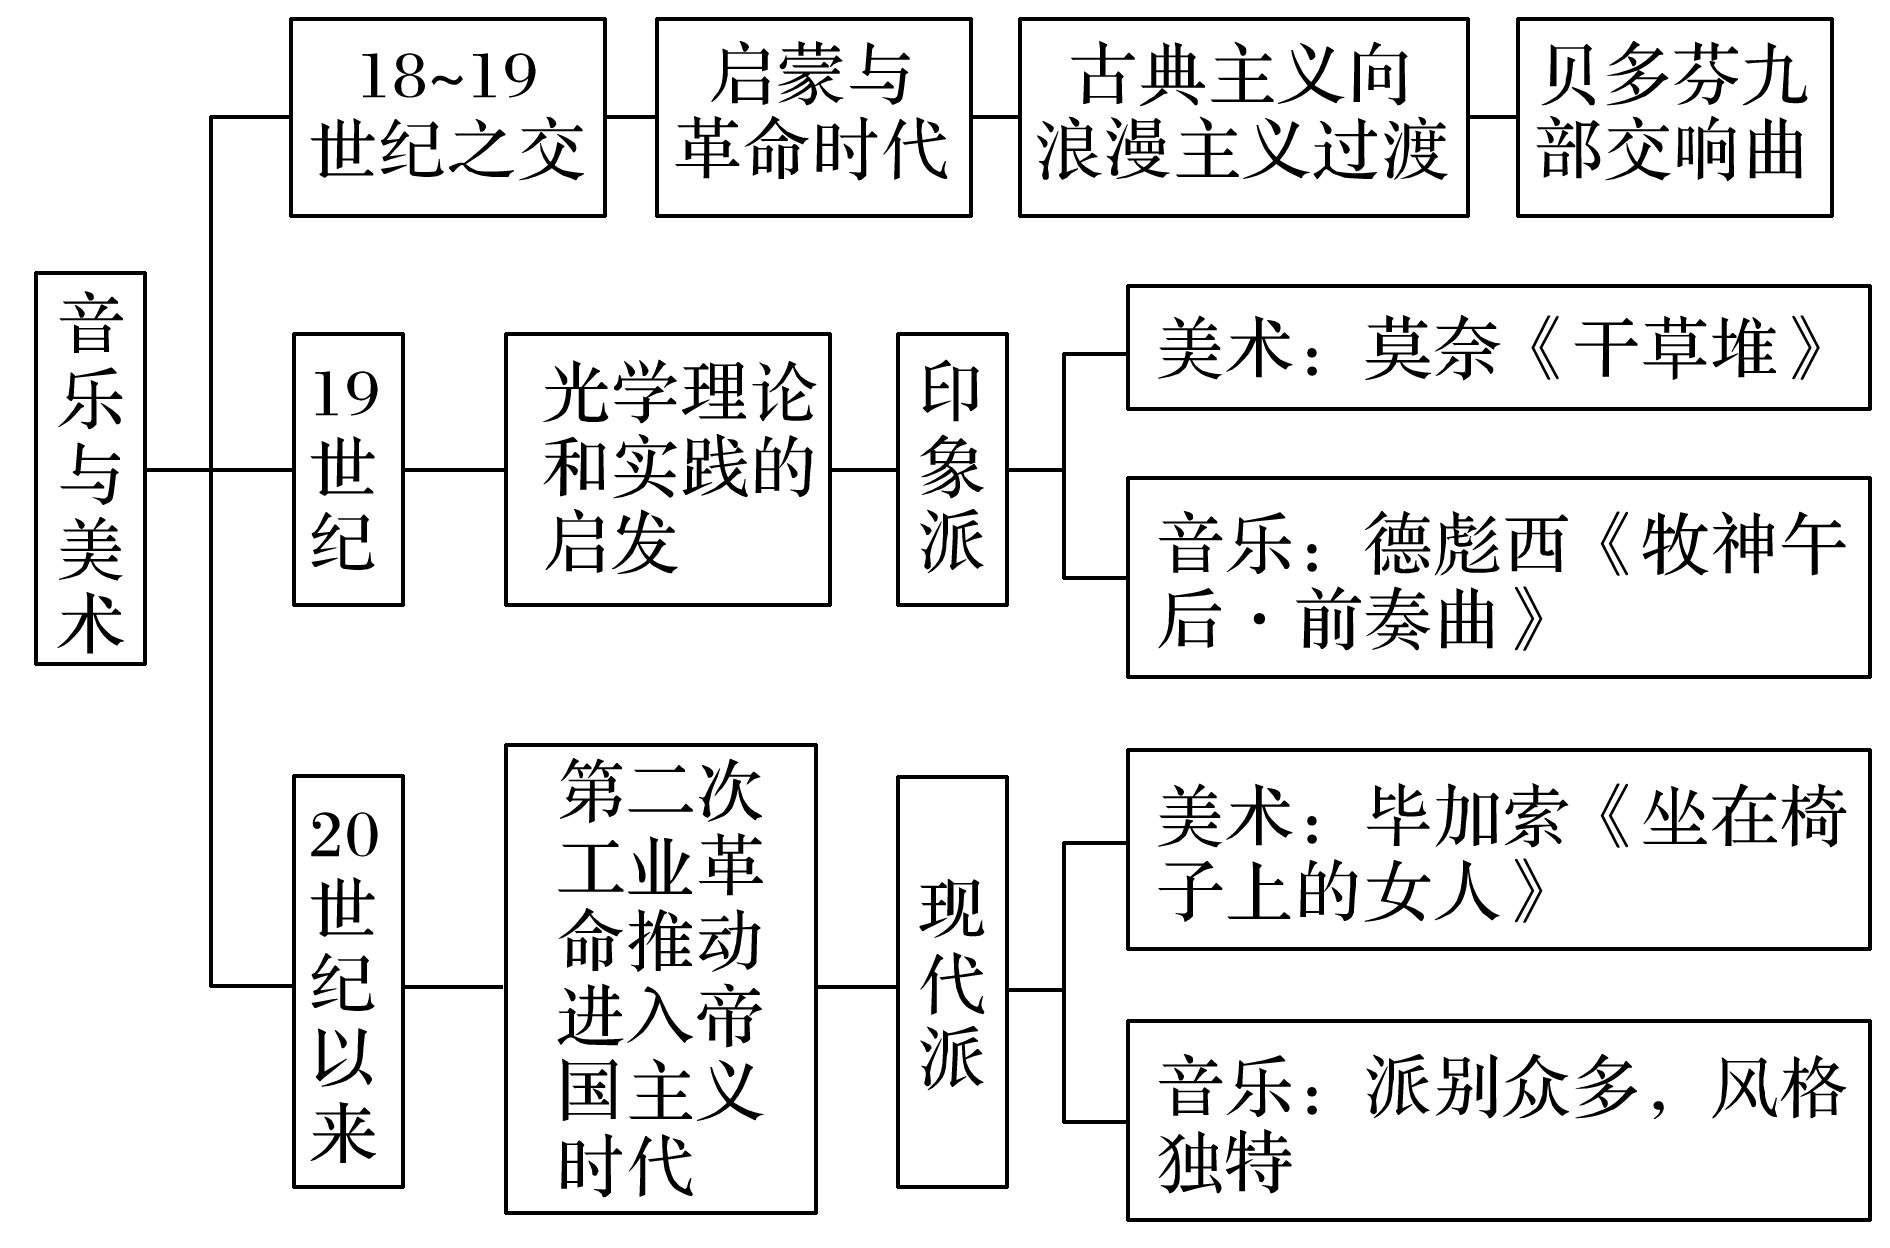 音乐与美术
18~19
世纪之交
启蒙与
革命时代
古典主义向
浪漫主义过渡
贝多芬九
部交响曲
19
世
纪
光学理论
和实践的
启发
印象派
美术：莫奈《干草堆》
音乐：德彪西《牧神午
后·前奏曲》
20
世
纪
以
来
第二次
工业革
命推动
进入帝
国主义
时代
现代派
美术：毕加索《坐在椅
子上的女人》
音乐：派别众多，风格
独特